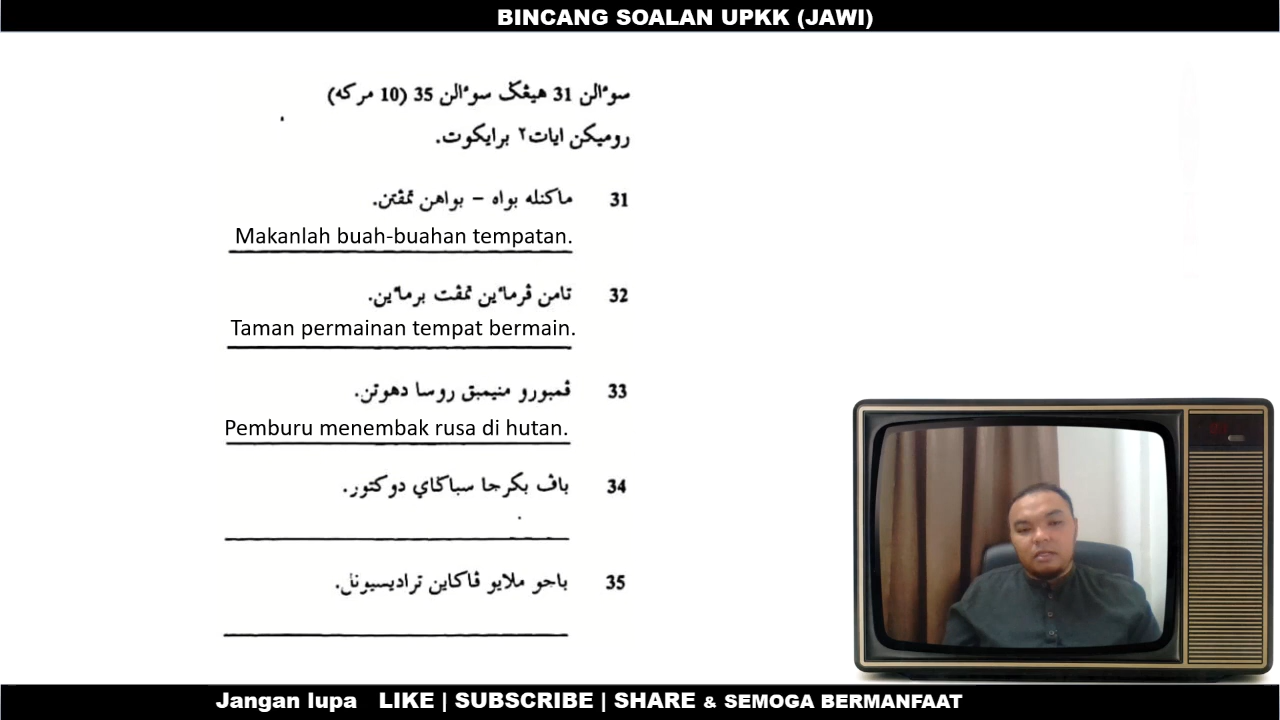 BINCANG SOALAN UPKK (JAWI)
سوءالن 31 هيڠݢ سوءالن 35 (10 مركه)
روميكن ايات٢ برايكوت.
31 ماكنله بواه – بواهن تمڤتن.
Makanlah buah-buahan tempatan.
32 تامن ڤرماءين تمڤت برماءين.
Taman permainan tempat bermain.
33 ڤمبورو منيمبق روسا دهوتن.
Pemburu menembak rusa di hutan.
34 باڤ بكرجا سباݢاي دوكتور.
35 باجو ملايو ڤاكاين تراديسيونل.
Jangan lupa LIKE | SUBSCRIBE | SHARE & SEMOGA BERMANFAAT